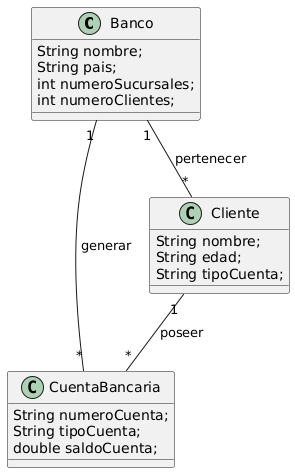 C Banco
String nombre;
String pais;
int numeroSucursales;
int numeroClientes;
1 1
pertenecer
*
C Cliente
String nombre;
String edad;
String tipoCuenta;
generar
1
poseer
* *
C CuentaBancaria
String numeroCuenta;
String tipoCuenta;
double saldoCuenta;